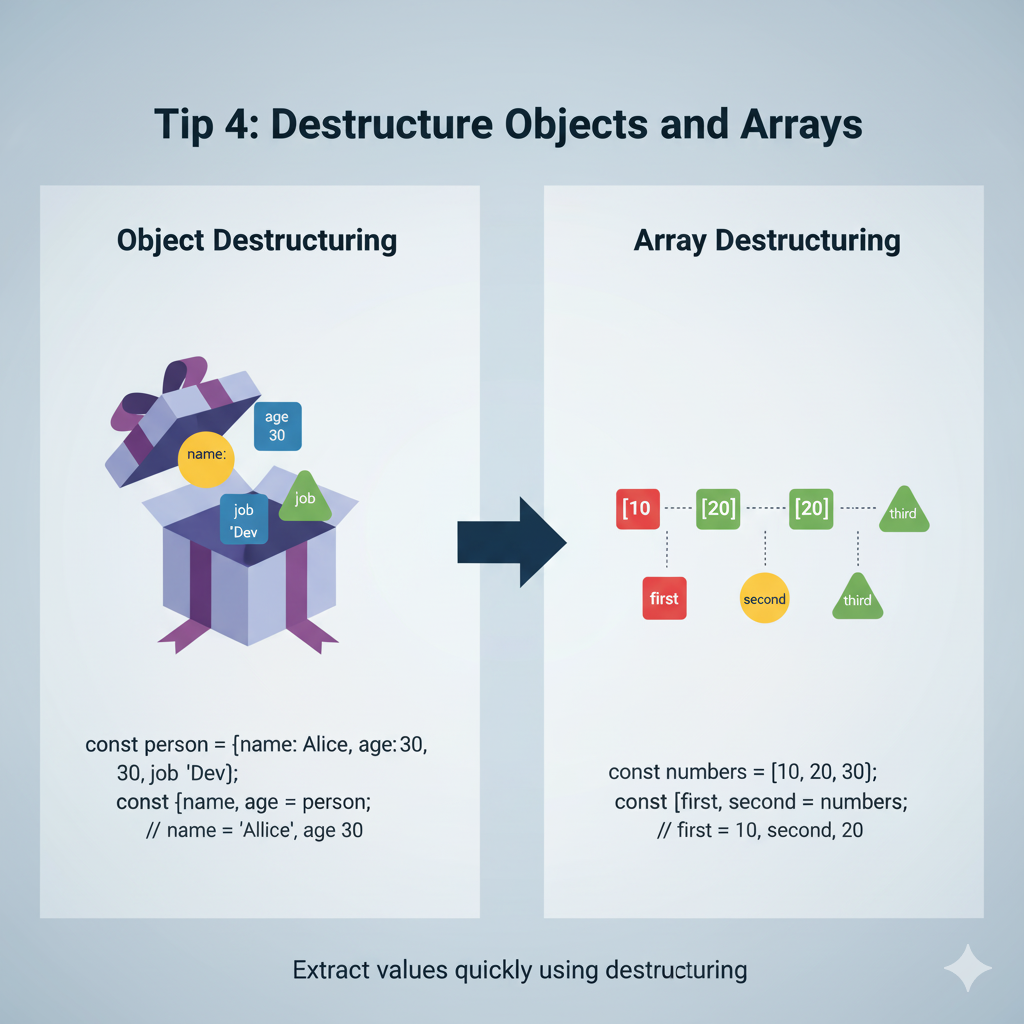 Tip 4: Destructure Objects and Arrays
Object Destructuring
age
30
name:
job
job
'Dev
const person = {name: Alice, age:30,
30, job 'Dev};
const {name, age = person;
// name = 'Allice', age 30
Array Destructuring
[10
[20]
[20]
third
first
second
third
const numbers = [10, 20, 30};
const [first, second = numbers;
// first = 10, second, 20
Extract values quickly using destructuring